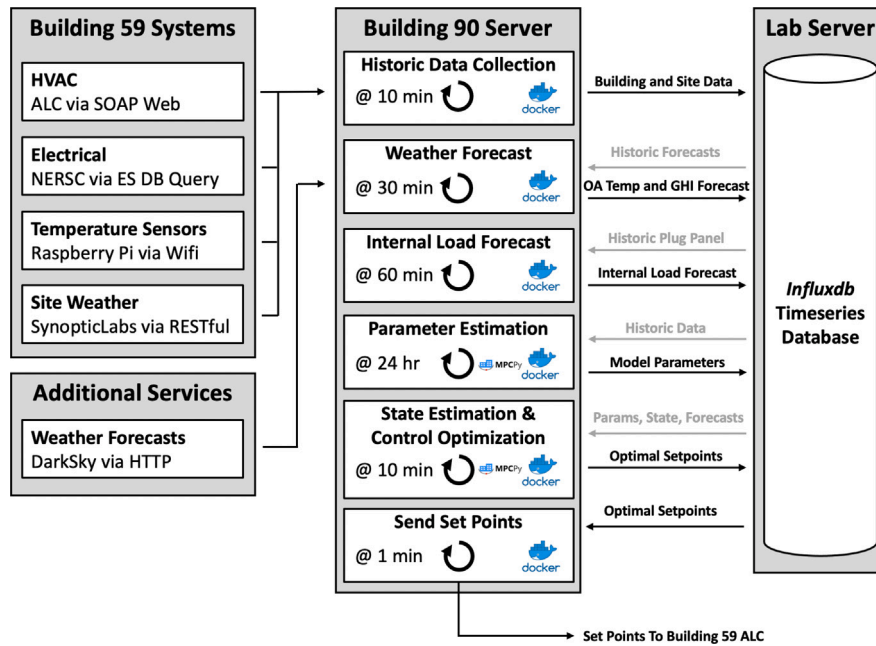 Building 59 Systems
HVAC
ALC via SOAP Web
Electrical
NERSC via ES DB Query
Temperature Sensors
Raspberry Pi via Wifi
Site Weather
SynopticLabs via RESTful
Additional Services
Weather Forecasts
DarkSky via HTTP
Building 90 Server
Historic Data Collection
@ 10 min
docker
Weather Forecast
@ 30 min
docker
Internal Load Forecast
@ 60 min
docker
Parameter Estimation
@ 24 hr
MPCPy
docker
State Estimation &
Control Optimization
@ 10 min
MPCPy
docker
Send Set Points
@ 1 min
docker
Building and Site Data
Historic Forecasts
OA Temp and GHI Forecast
Historic Plug Panel
Internal Load Forecast
Historic Data
Model Parameters
Params, State, Forecasts
Optimal Setpoints
Optimal Setpoints
Set Points To Building 59 ALC
Lab Server
Influxdb
Timeseries
Database